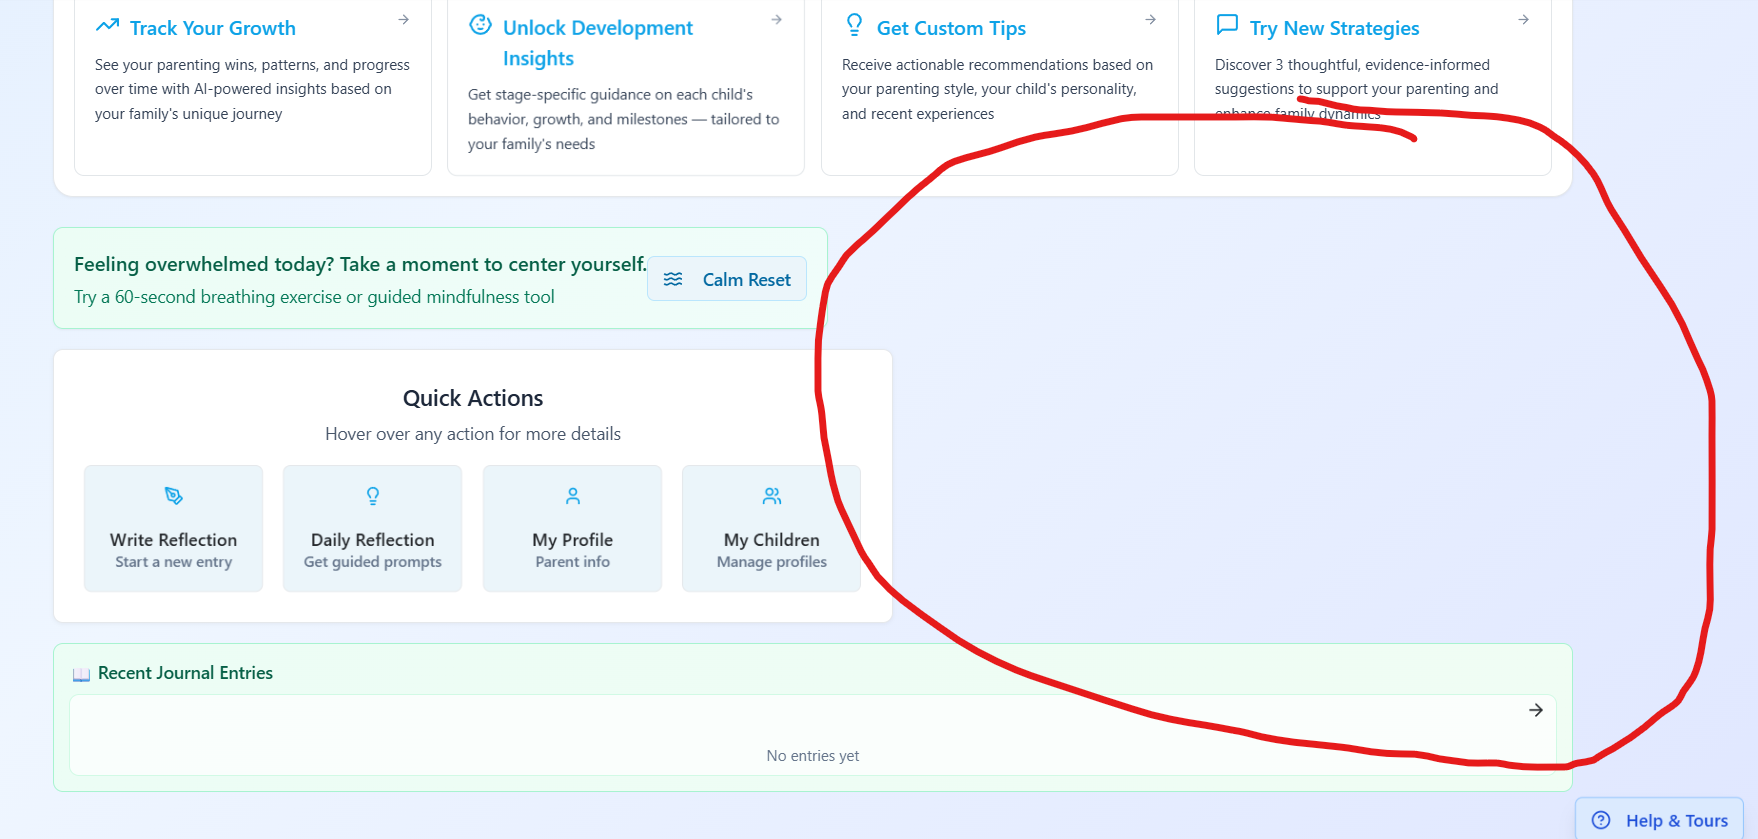 Track Your Growth
See your parenting wins, patterns, and progress
over time with AI-powered insights based on
your family's unique journey
Unlock Development
Insights
Get stage-specific guidance on each child's
behavior, growth, and milestones — tailored to
your family's needs
Get Custom Tips
Receive actionable recommendations based on
your parenting style, your child's personality,
and recent experiences
Try New Strategies
Discover 3 thoughtful, evidence-informed
suggestions to support your parenting and
enhance family dynamics
Feeling overwhelmed today? Take a moment to center yourself.
Try a 60-second breathing exercise or guided mindfulness tool
Calm Reset
Quick Actions
Hover over any action for more details
Write Reflection
Start a new entry
Daily Reflection
Get guided prompts
My Profile
Parent info
My Children
Manage profiles
Recent Journal Entries
No entries yet
Help & Tours